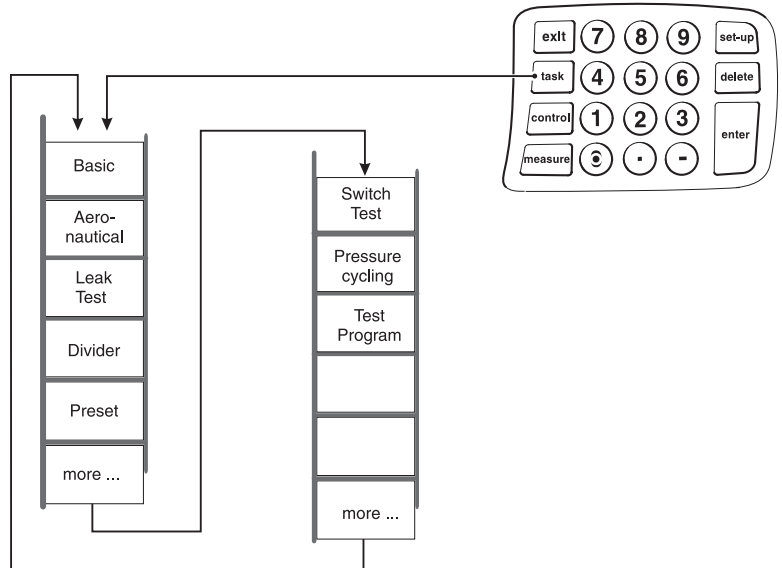 exit 7 8 9 set-up
task 4 5 6 delete
control 1 2 3 enter
measure . -
Basic
Aero-
nautical
Leak
Test
Divider
Preset
more ...
Switch
Test
Pressure
cycling
Test
Program
more ...